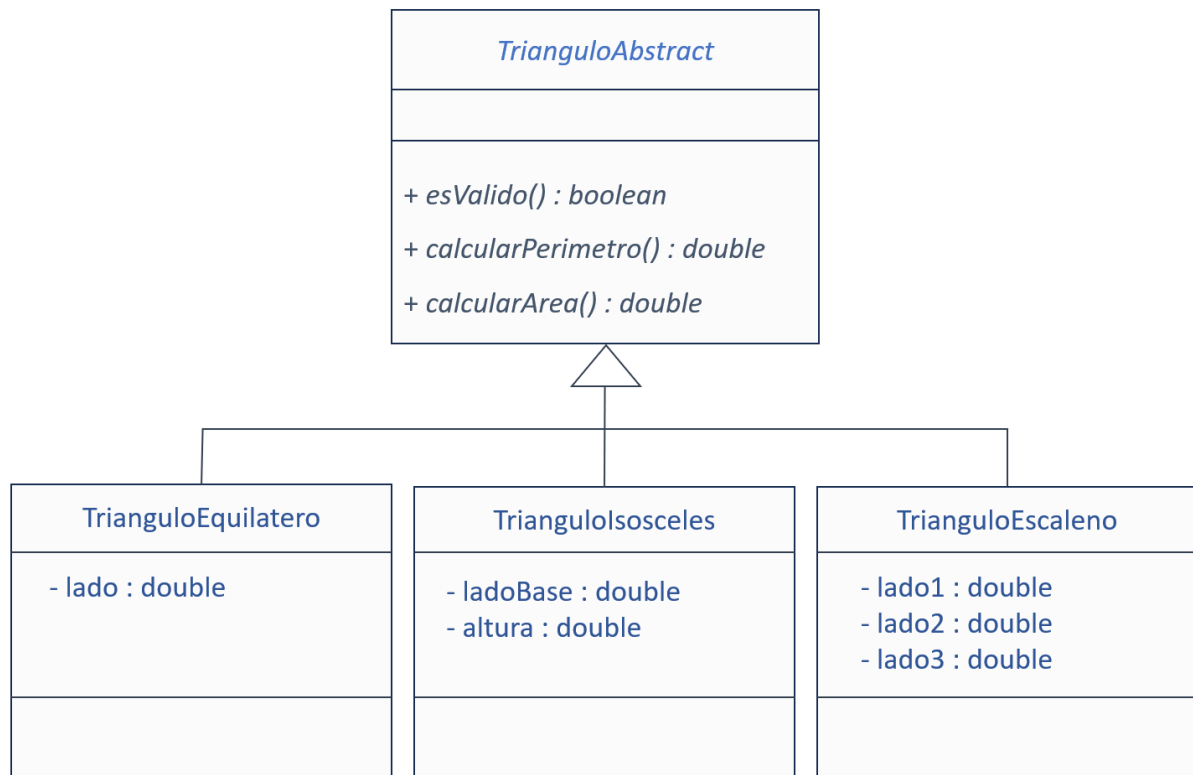 TrianguloAbstract
+ esValido() : boolean
+ calcularPerimetro() : double
+ calcularArea() : double
TrianguloEquilatero
- lado : double
TrianguloIsosceles
- ladoBase : double
- altura : double
TrianguloEscaleno
- lado1 : double
- lado2 : double
- lado3 : double